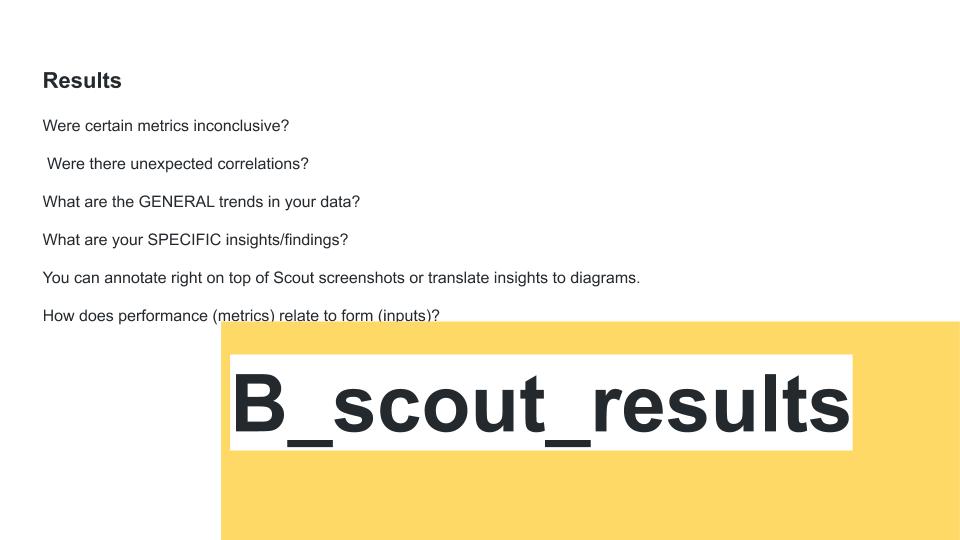 Results
Were certain metrics inconclusive?
Were there unexpected correlations?
What are the GENERAL trends in your data?
What are your SPECIFIC insights/findings?
You can annotate right on top of Scout screenshots or translate insights to diagrams.
How does performance (metrics) relate to form (inputs)?
B_scout_results